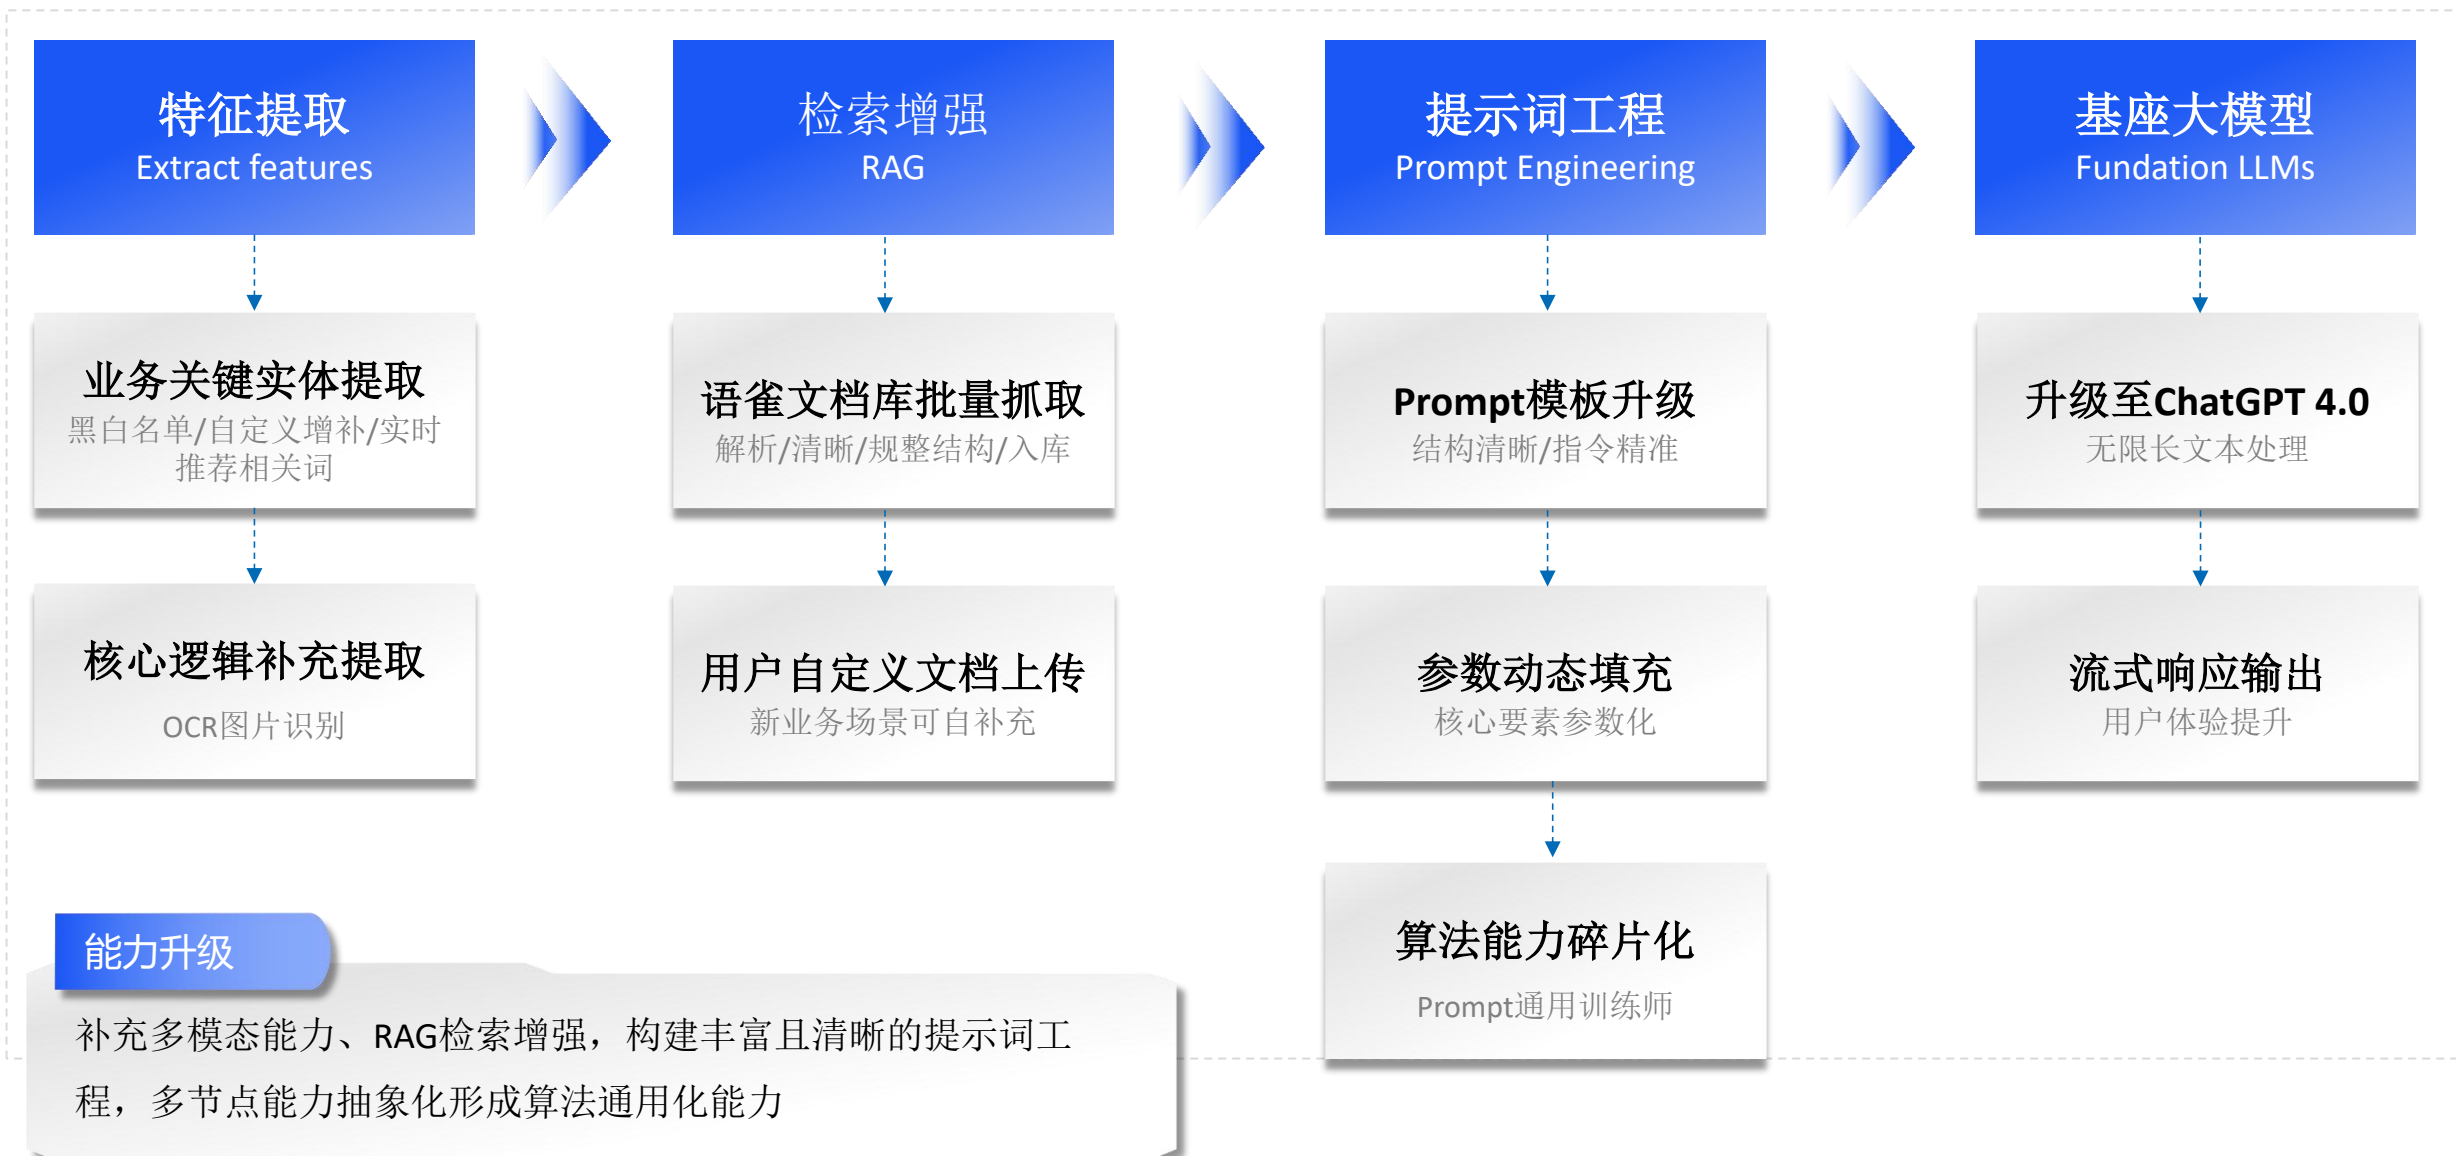 特征提取
Extract features
检索增强
RAG
提示词工程
Prompt Engineering
基座大模型
Fundation LLMs
业务关键实体提取
黑白名单/自定义增补/实时
推荐相关词
语雀文档库批量抓取
解析/清晰/规整结构/入库
Prompt模板升级
结构清晰/指令精准
升级至ChatGPT 4.0
无限长文本处理
核心逻辑补充提取
OCR图片识别
用户自定义文档上传
新业务场景可自补充
参数动态填充
核心要素参数化
流式响应输出
用户体验提升
算法能力碎片化
Prompt通用训练师
能力升级
补充多模态能力、RAG检索增强，构建丰富且清晰的提示词工
程，多节点能力抽象化形成算法通用化能力